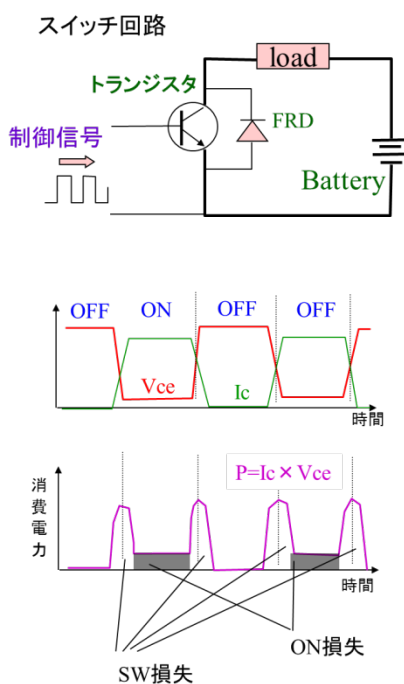 スイッチ回路
load
トランジスタ
制御信号
FRD
Battery
OFF ON OFF OFF
Vce Ic
時間
P=Ic×Vce
消費電力
時間
ON損失
SW損失